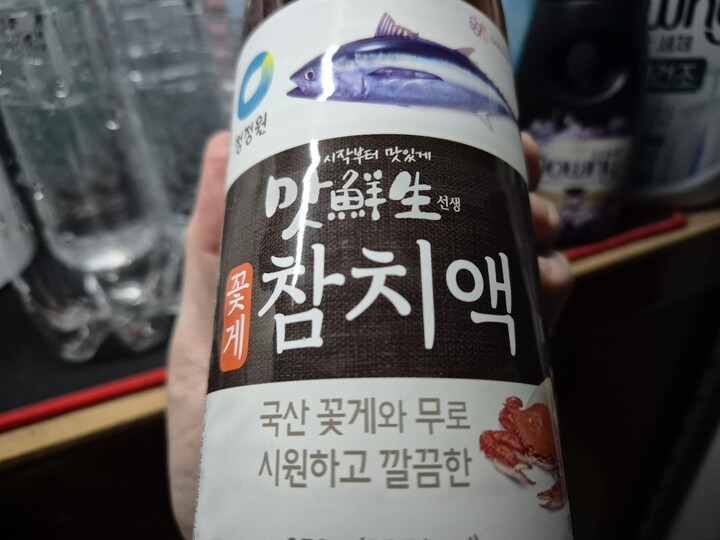 청정원
시작부터 맛있게
맛鮮生 선생
꽃게
참치액
국산 꽃게와 무로
시원하고 깔끔한